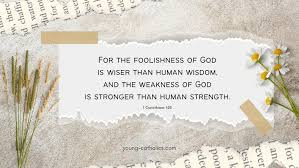 For the foolishness of God
is wiser than human wisdom,
and the weakness of God
is stronger than human strength.
1 Corinthians 1:25
young-catholics.com